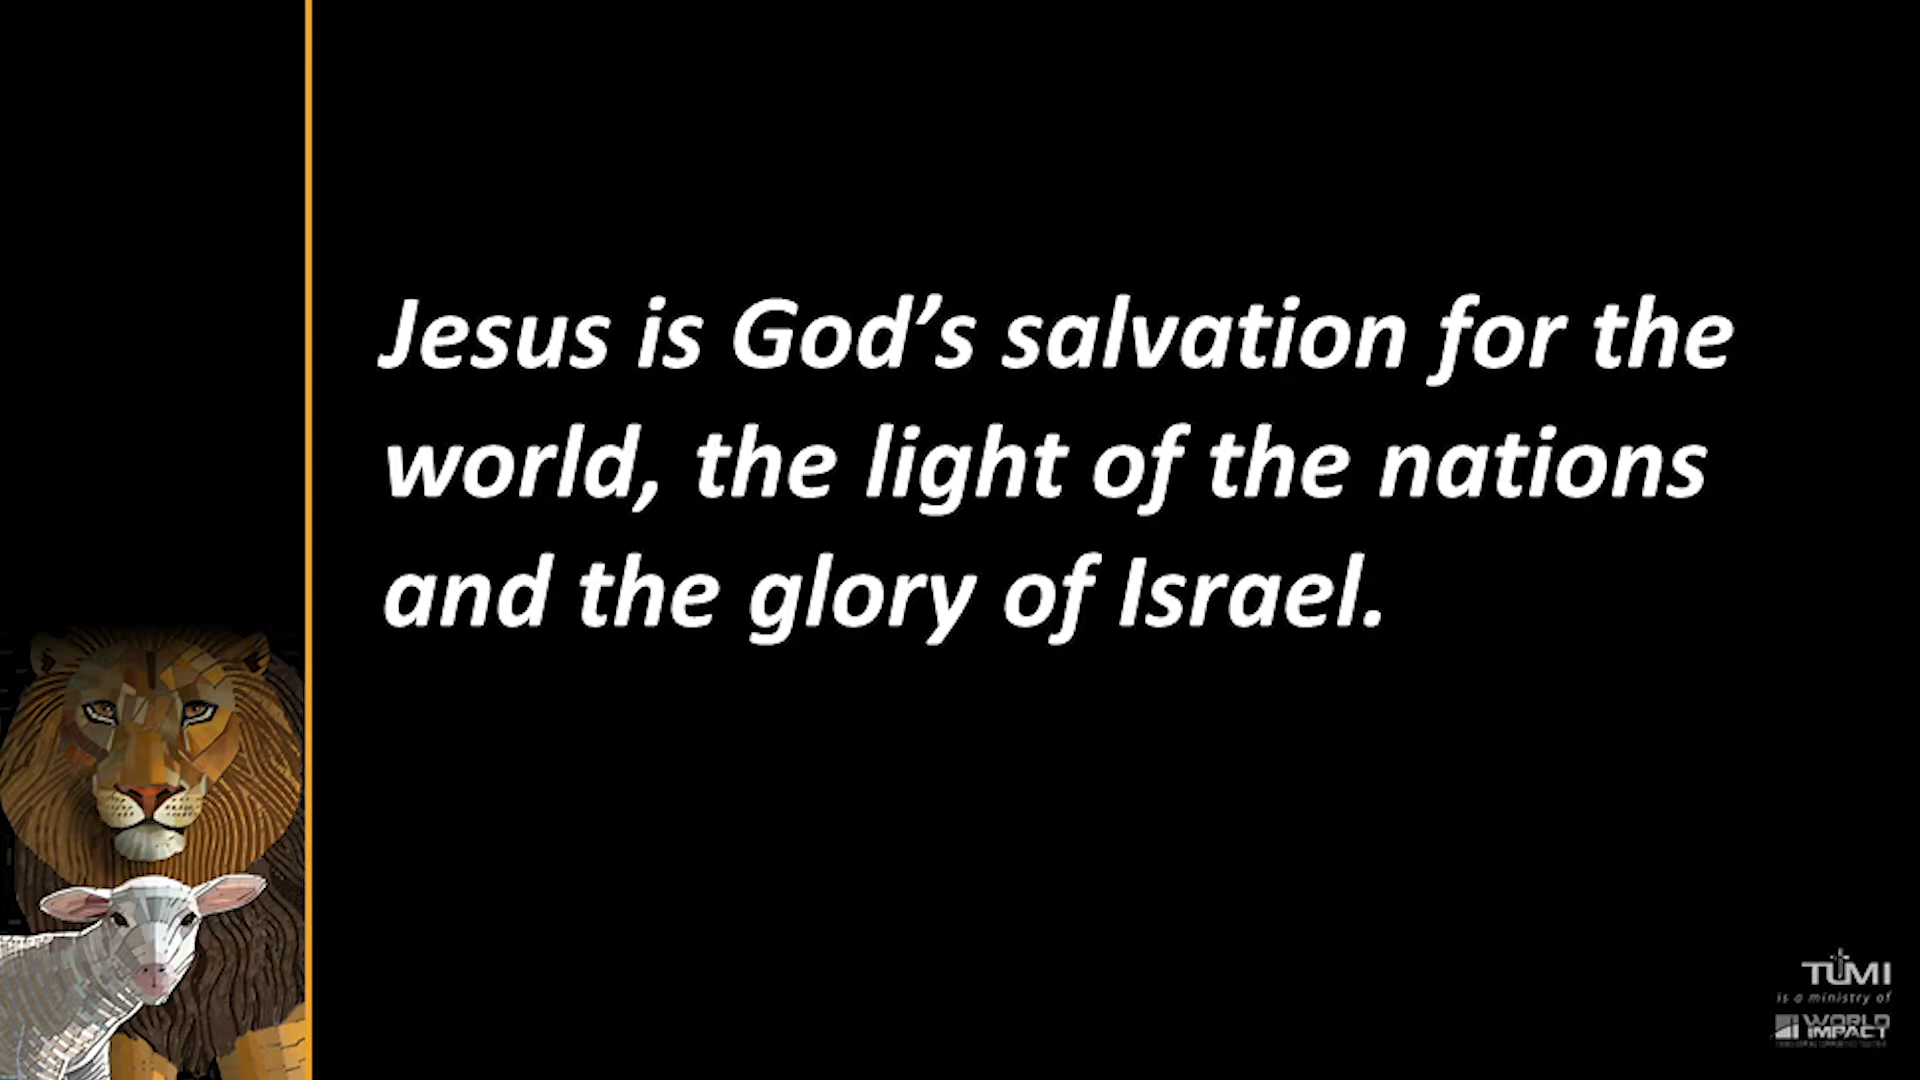 Jesus is God’s salvation for the
world, the light of the nations
and the glory of Israel.
TUMI
is a ministry of
WORLD
IMPACT